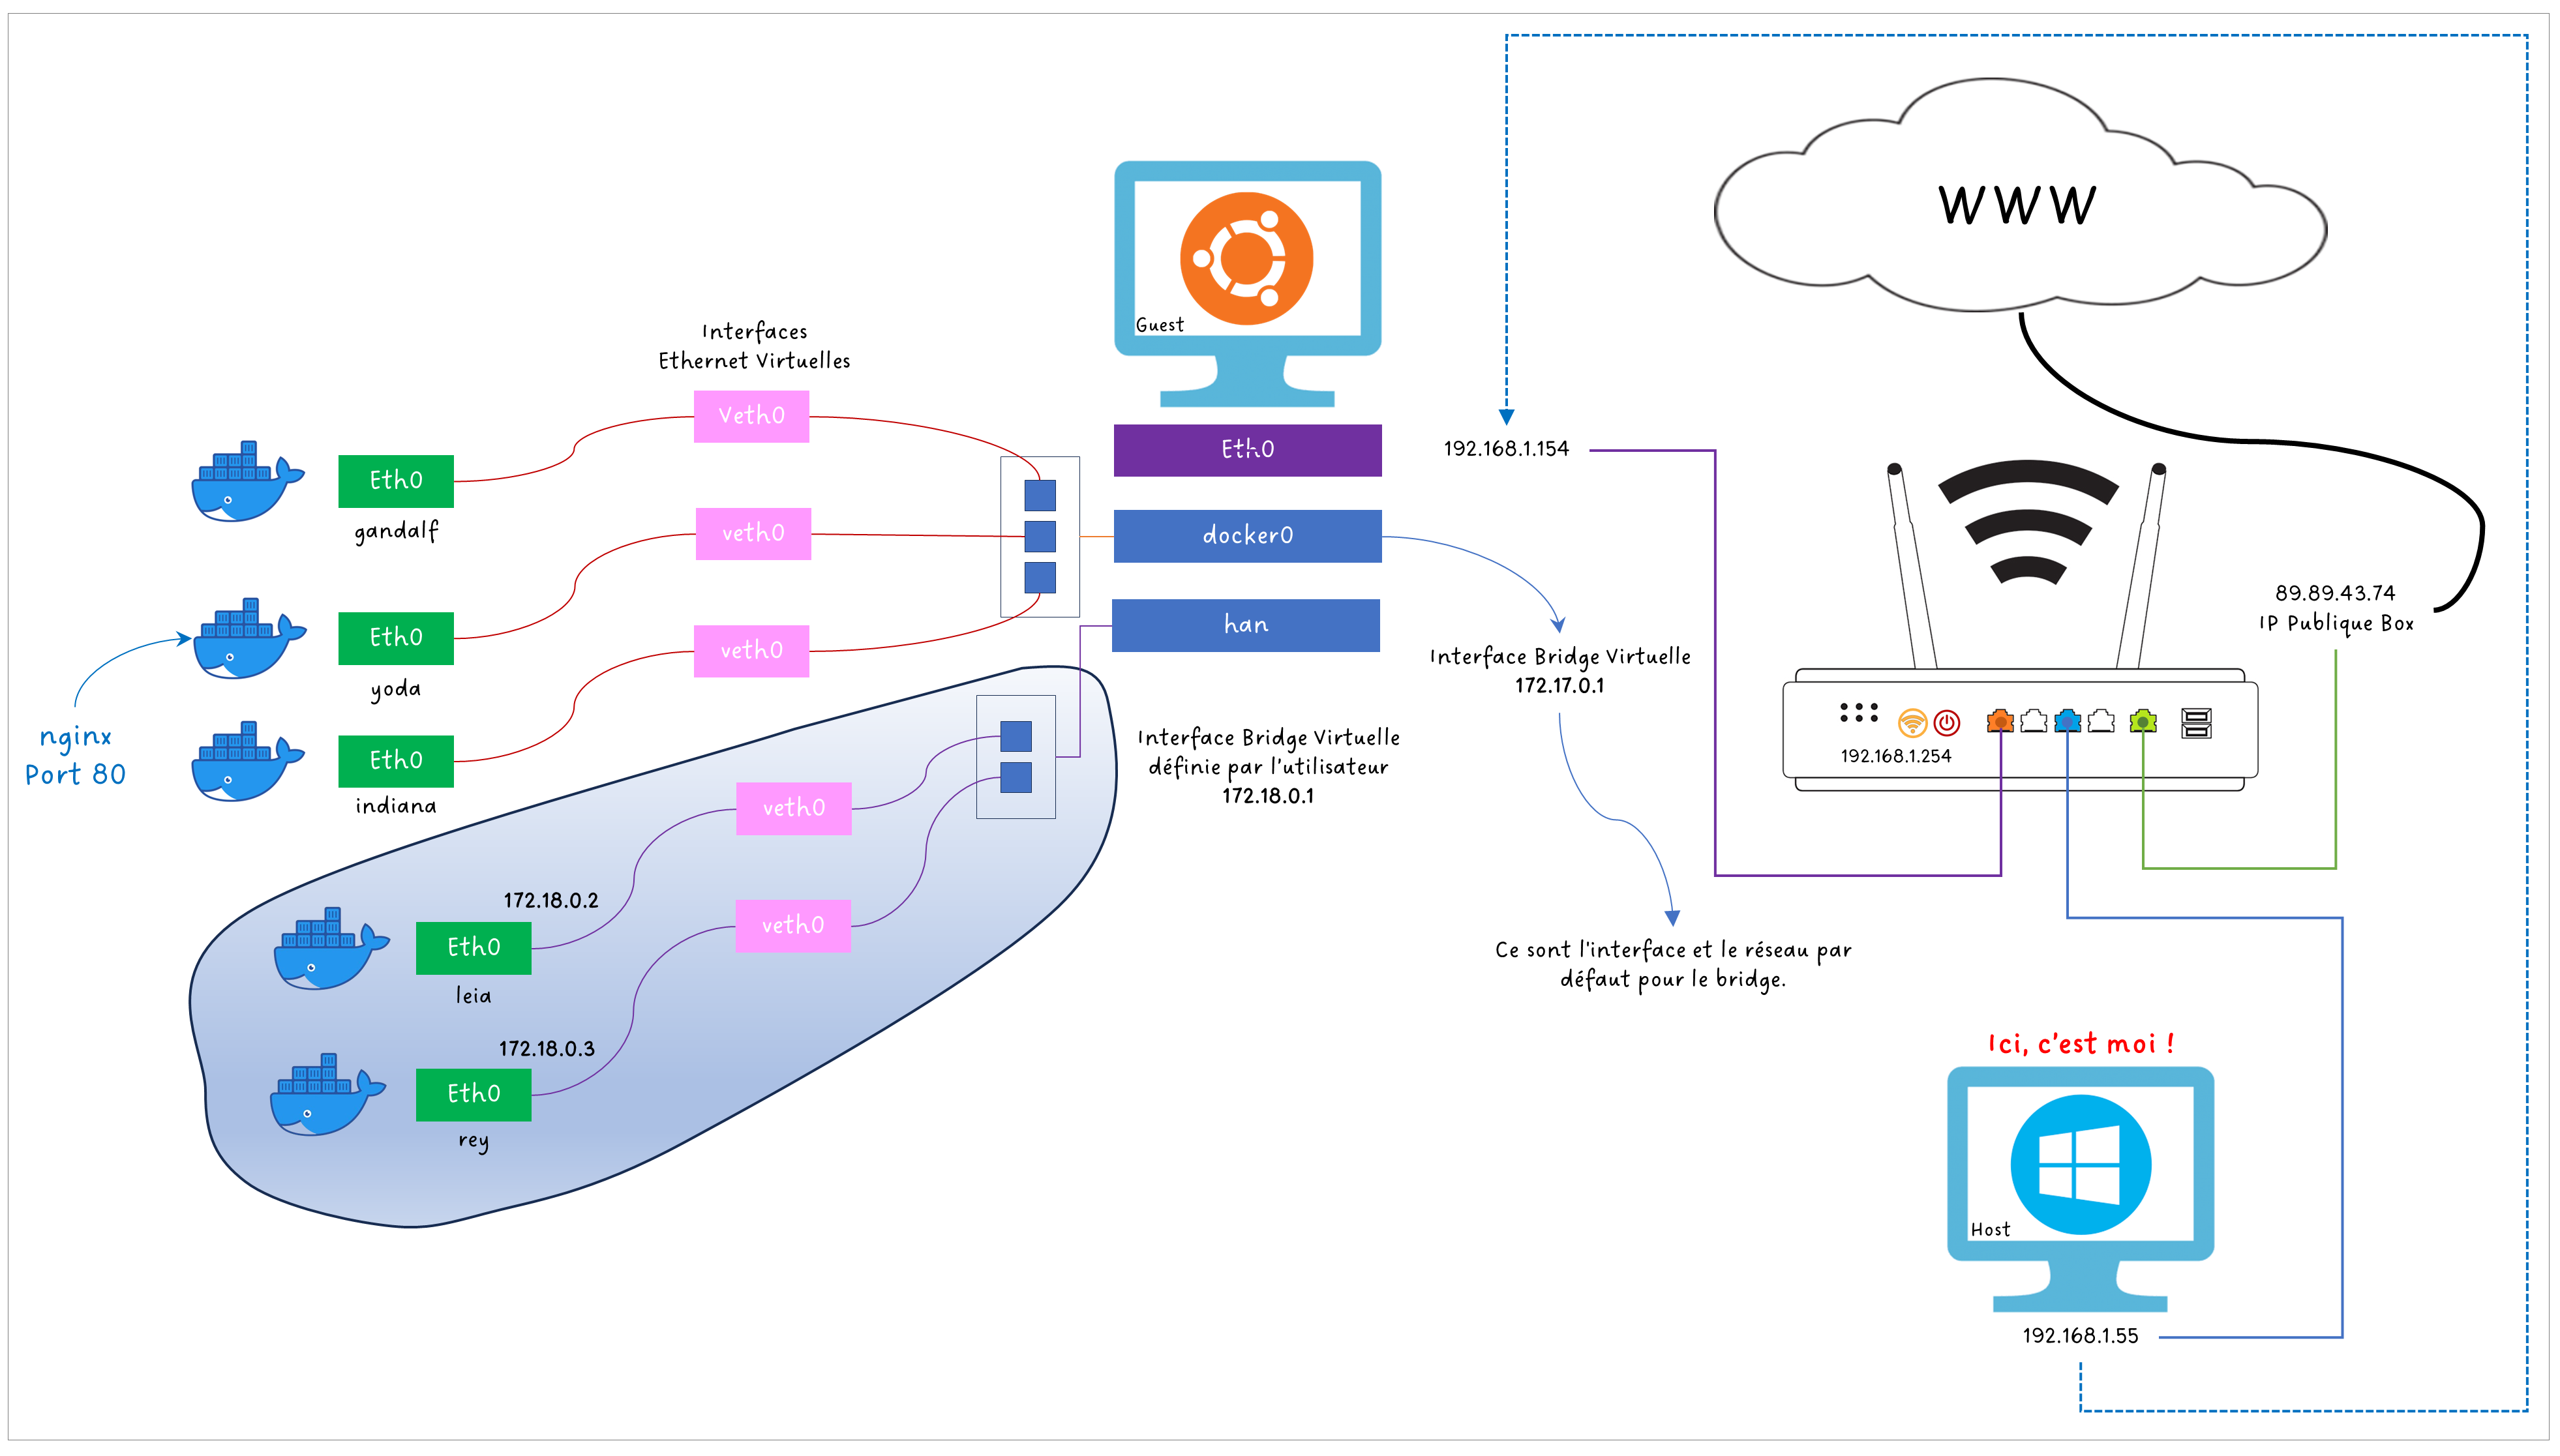 WWW
Guest
Interfaces
Ethernet Virtuelles
Veth0
Eth0
192.168.1.154
Eth0
gandalf
veth0
docker0
89.89.43.74
IP Publique Box
han
Eth0
yoda
veth0
Interface Bridge Virtuelle
172.17.0.1
nginx
Port 80
Eth0
indiana
Interface Bridge Virtuelle
définie par l'utilisateur
172.18.0.1
192.168.1.254
veth0
172.18.0.2
veth0
Eth0
leia
Ce sont l'interface et le réseau par
défaut pour le bridge.
172.18.0.3
Eth0
rey
Ici, c'est moi !
Host
192.168.1.55